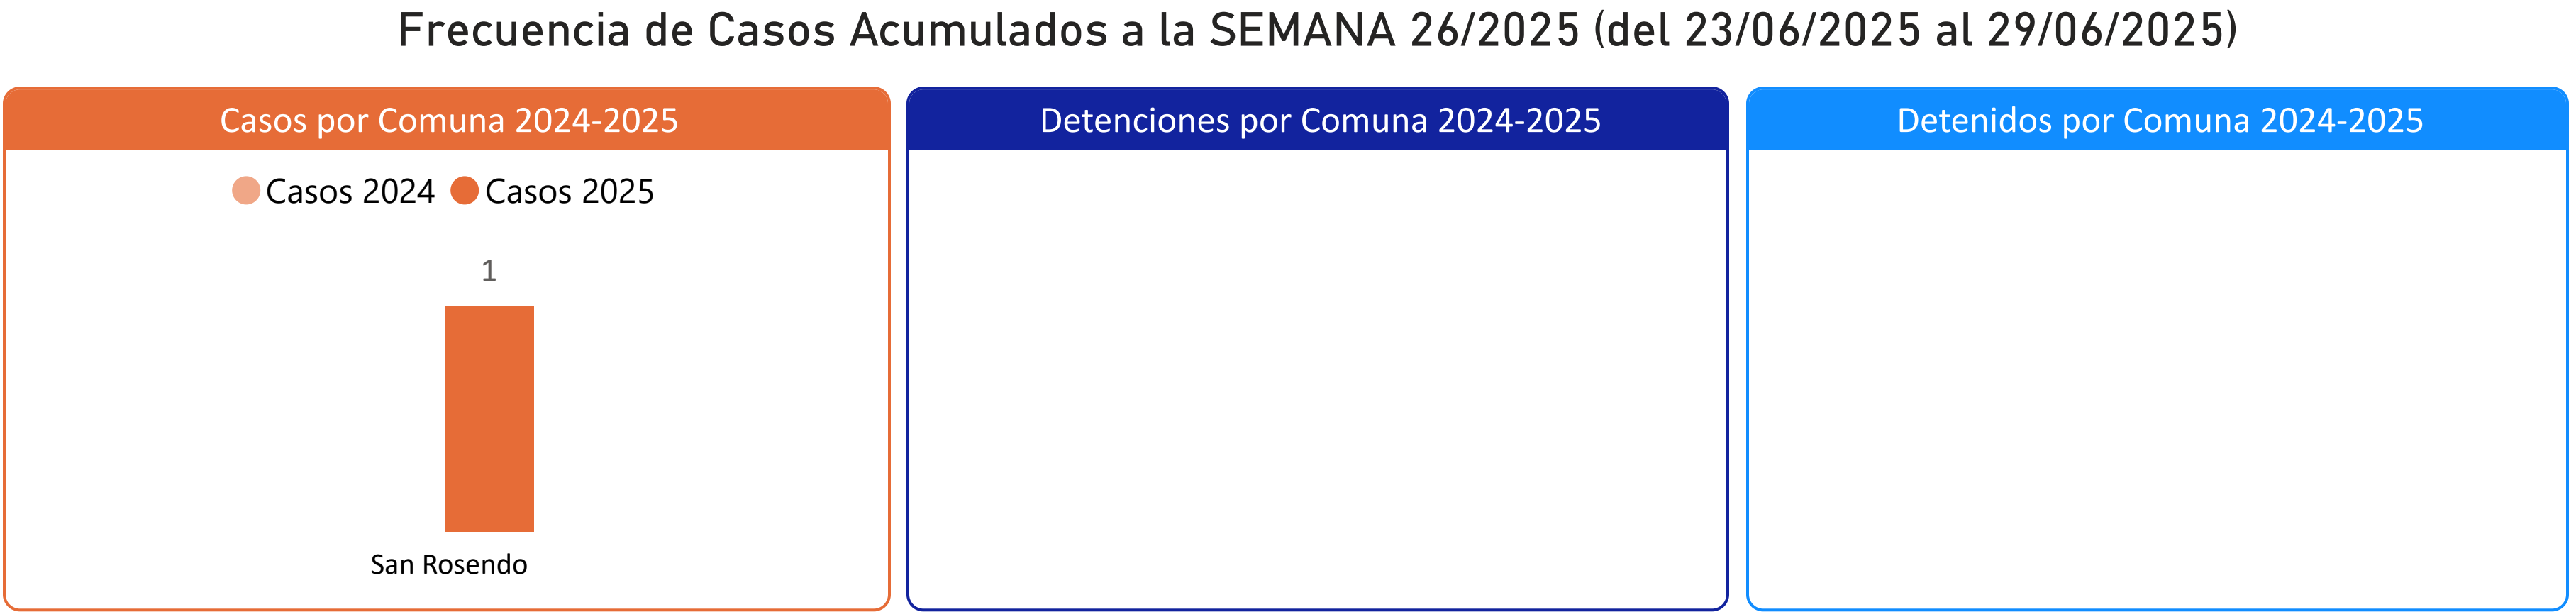 Frecuencia de Casos Acumulados a la SEMANA 26/2025 (del 23/06/2025 al 29/06/2025)
Casos por Comuna 2024-2025
Casos 2024 Casos 2025
1
San Rosendo
Detenciones por Comuna 2024-2025
Detenidos por Comuna 2024-2025